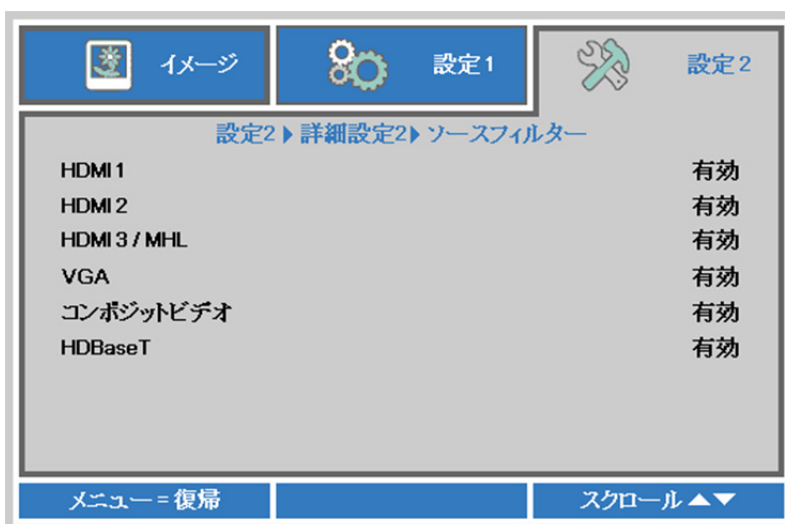 イメージ
設定1
設定2
設定2▶詳細設定2▶ソースフィルター
HDMI 1 有効
HDMI 2 有効
HDMI 3 / MHL 有効
VGA 有効
コンポジットビデオ 有効
HDBaseT 有効
メニュー = 復帰
スクロール▲▼